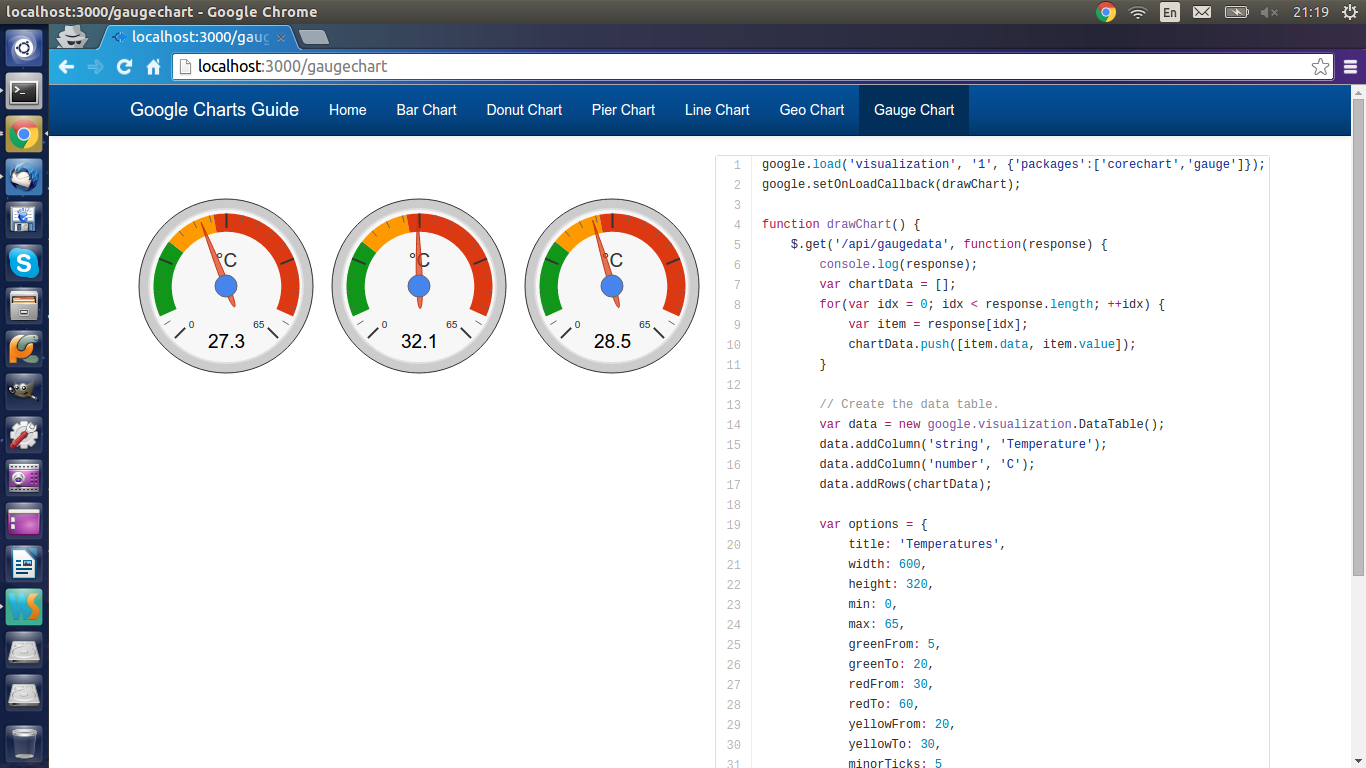 localhost:3000/gaugechart - Google Chrome
En
21:19
localhost:3000/gaug
localhost:3000/gaugechart
Google Charts Guide Home Bar Chart Donut Chart Pier Chart Line Chart Geo Chart Gauge Chart
°C
0 65
27.3
°C
0 65
32.1
°C
0 65
28.5
1 google.load('visualization', '1', {'packages':['corechart','gauge']});
2 google.setOnLoadCallback(drawChart);
3
4 function drawChart() {
5 $.get('/api/gaugedata', function(response) {
6 console.log(response);
7 var chartData = [];
8 for(var idx = 0; idx < response.length; ++idx) {
9 var item = response[idx];
10 chartData.push([item.data, item.value]);
11 }
12
13 // Create the data table.
14 var data = new google.visualization.DataTable();
15 data.addColumn('string', 'Temperature');
16 data.addColumn('number', 'C');
17 data.addRows(chartData);
18
19 var options = {
20 title: 'Temperatures',
21 width: 600,
22 height: 320,
23 min: 0,
24 max: 65,
25 greenFrom: 5,
26 greenTo: 20,
27 redFrom: 30,
28 redTo: 60,
29 yellowFrom: 20,
30 yellowTo: 30,
31 minorTicks: 5